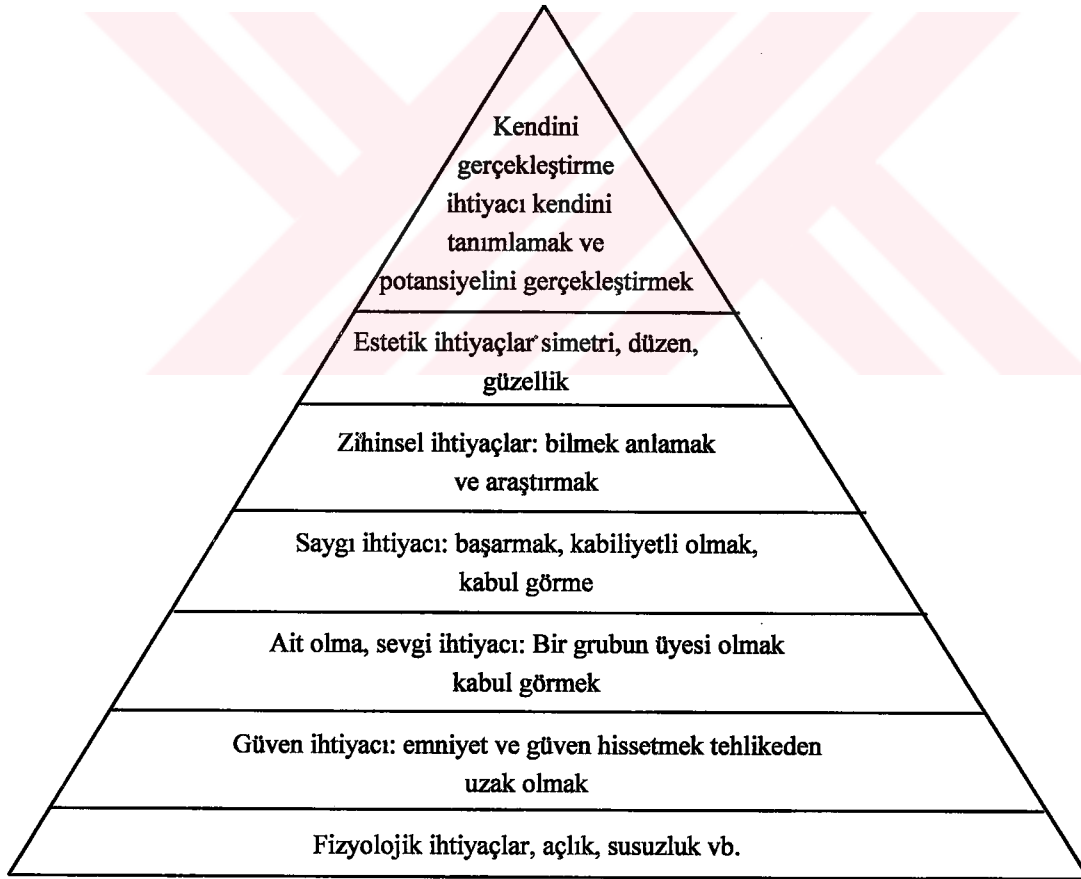 Kendini
gerçekleştirme
ihtiyacı kendini
tanımlamak ve
potansiyelini gerçekleştirmek
Estetik ihtiyaçlar simetri, düzen,
güzellik
Zihinsel ihtiyaçlar: bilmek anlamak
ve araştırmak
Saygı ihtiyacı: başarmak, kabiliyetli olmak,
kabul görme
Ait olma, sevgi ihtiyacı: Bir grubun üyesi olmak
kabul görmek
Güven ihtiyacı: emniyet ve güven hissetmek tehlikeden
uzak olmak
Fizyolojik ihtiyaçlar, açlık, susuzluk vb.